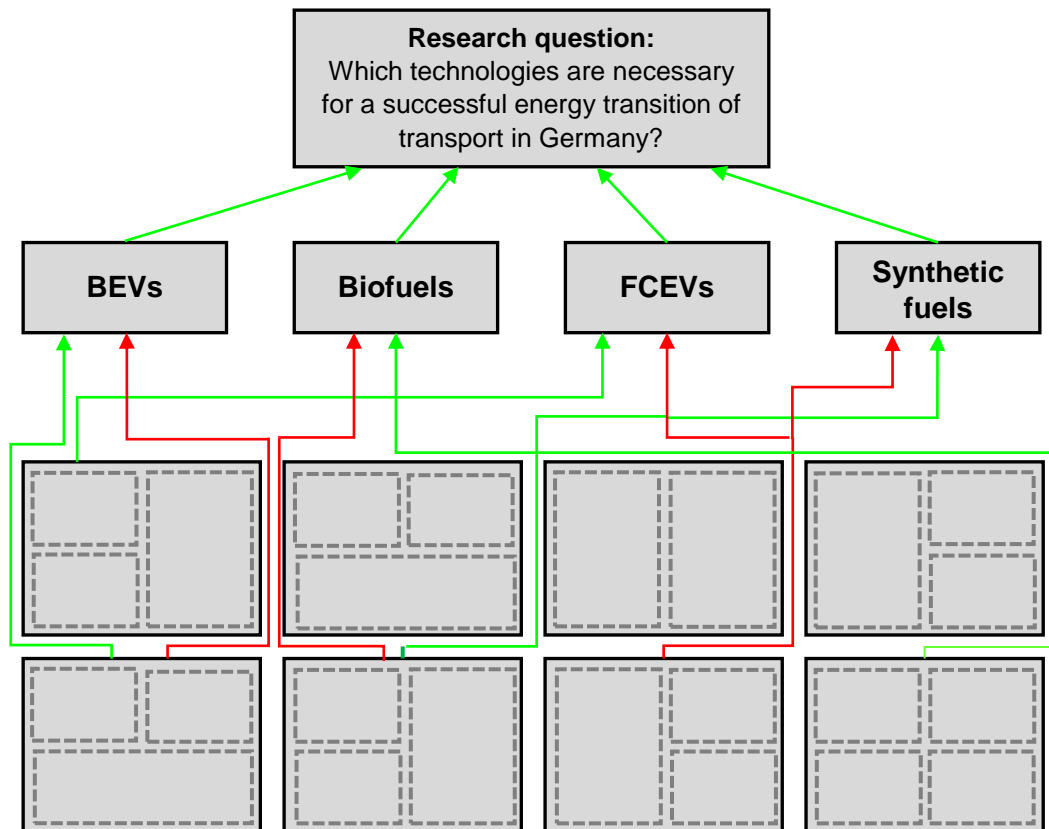 Research question:
Which technologies are necessary
for a successful energy transition of
transport in Germany?
BEVs
Biofuels
FCEVs
Synthetic
fuels